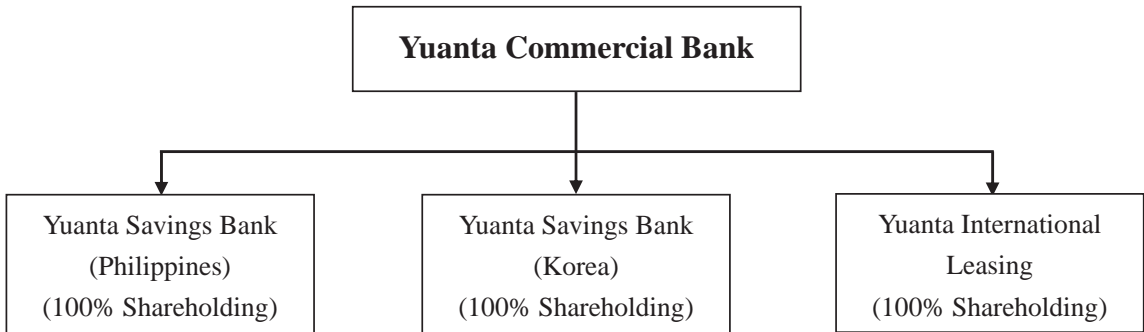 Yuanta Commercial Bank
Yuanta Savings Bank
(Philippines)
(100% Shareholding)
Yuanta Savings Bank
(Korea)
(100% Shareholding)
Yuanta International
Leasing
(100% Shareholding)